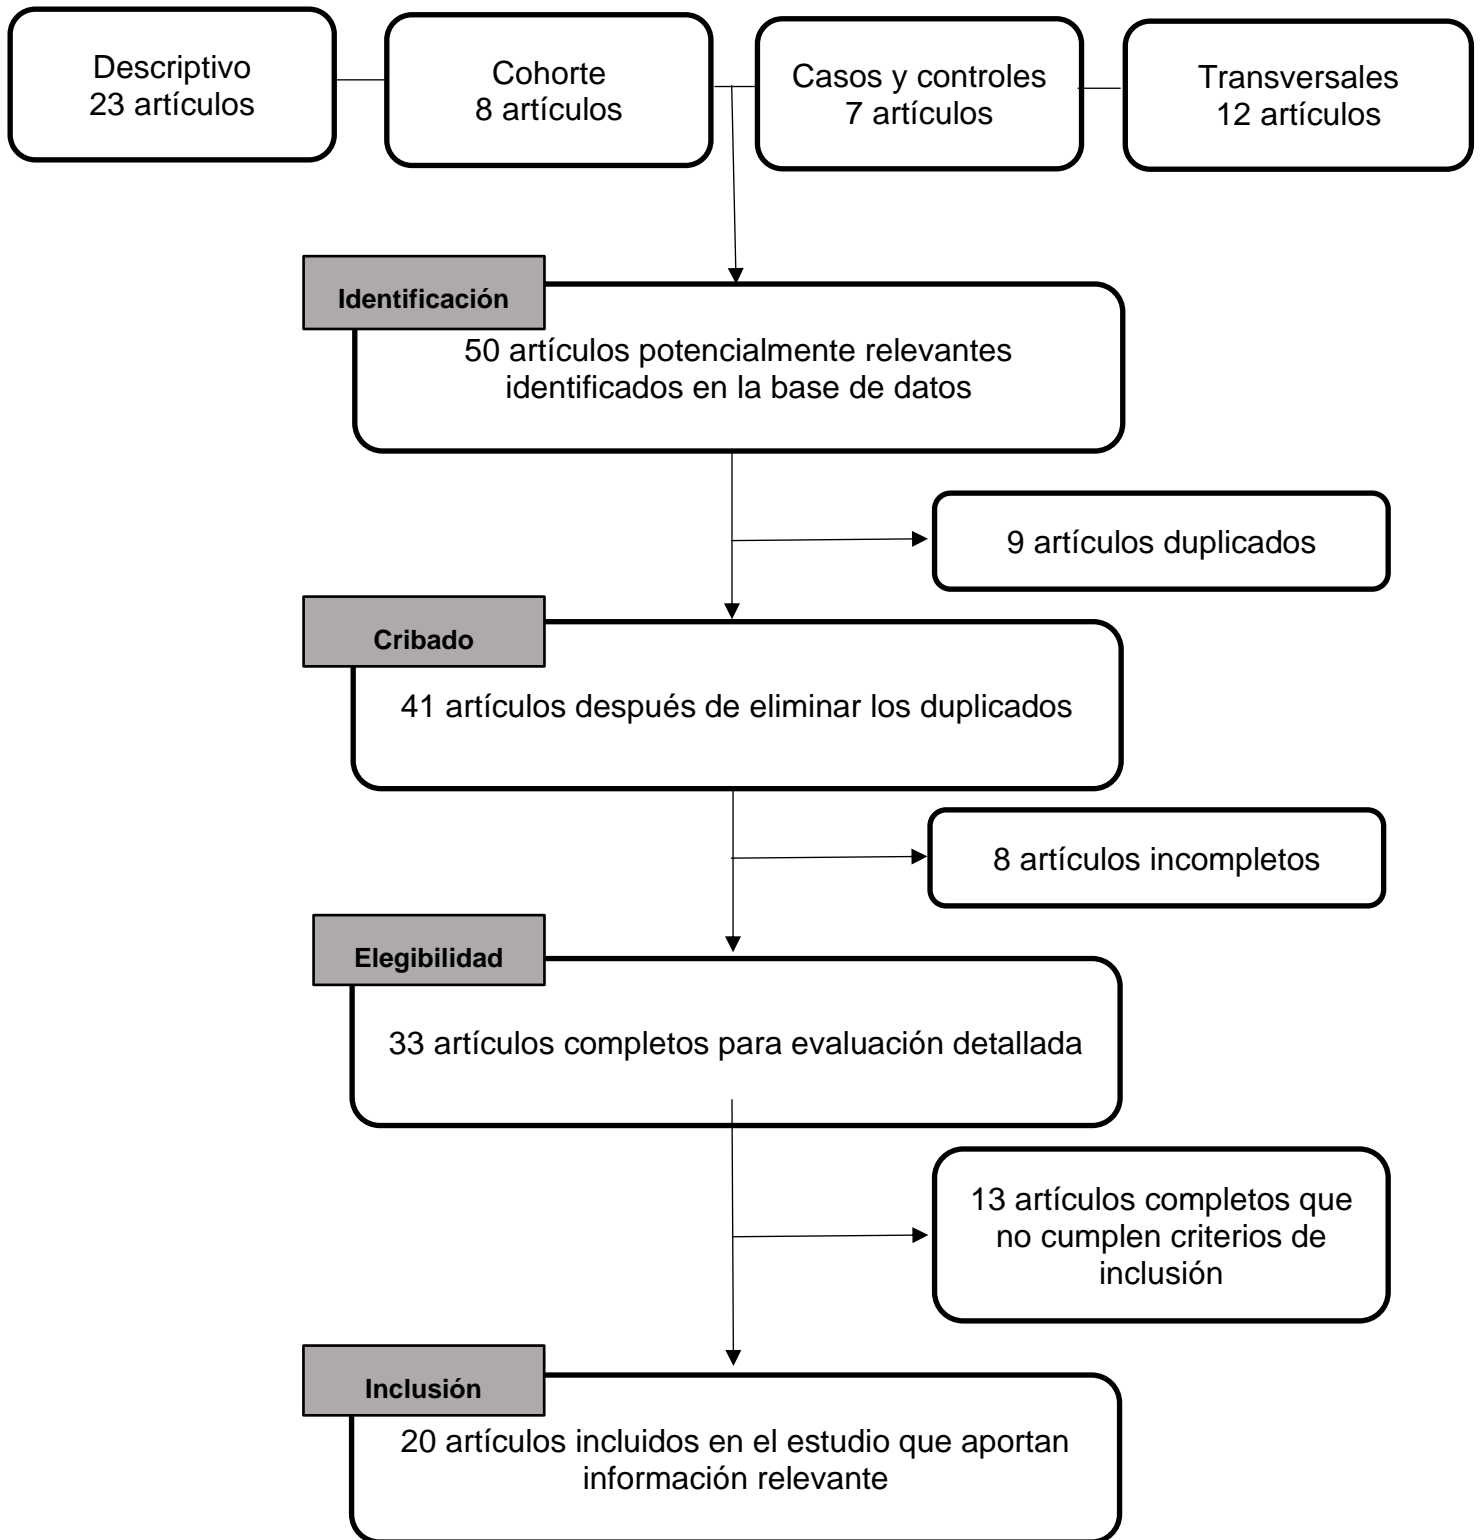 Descriptivo
23 artículos
Cohorte
8 artículos
Casos y controles
7 artículos
Transversales
12 artículos
Identificación
50 artículos potencialmente relevantes
identificados en la base de datos
9 artículos duplicados
Cribado
41 artículos después de eliminar los duplicados
8 artículos incompletos
Elegibilidad
33 artículos completos para evaluación detallada
13 artículos completos que
no cumplen criterios de
inclusión
Inclusión
20 artículos incluidos en el estudio que aportan
información relevante